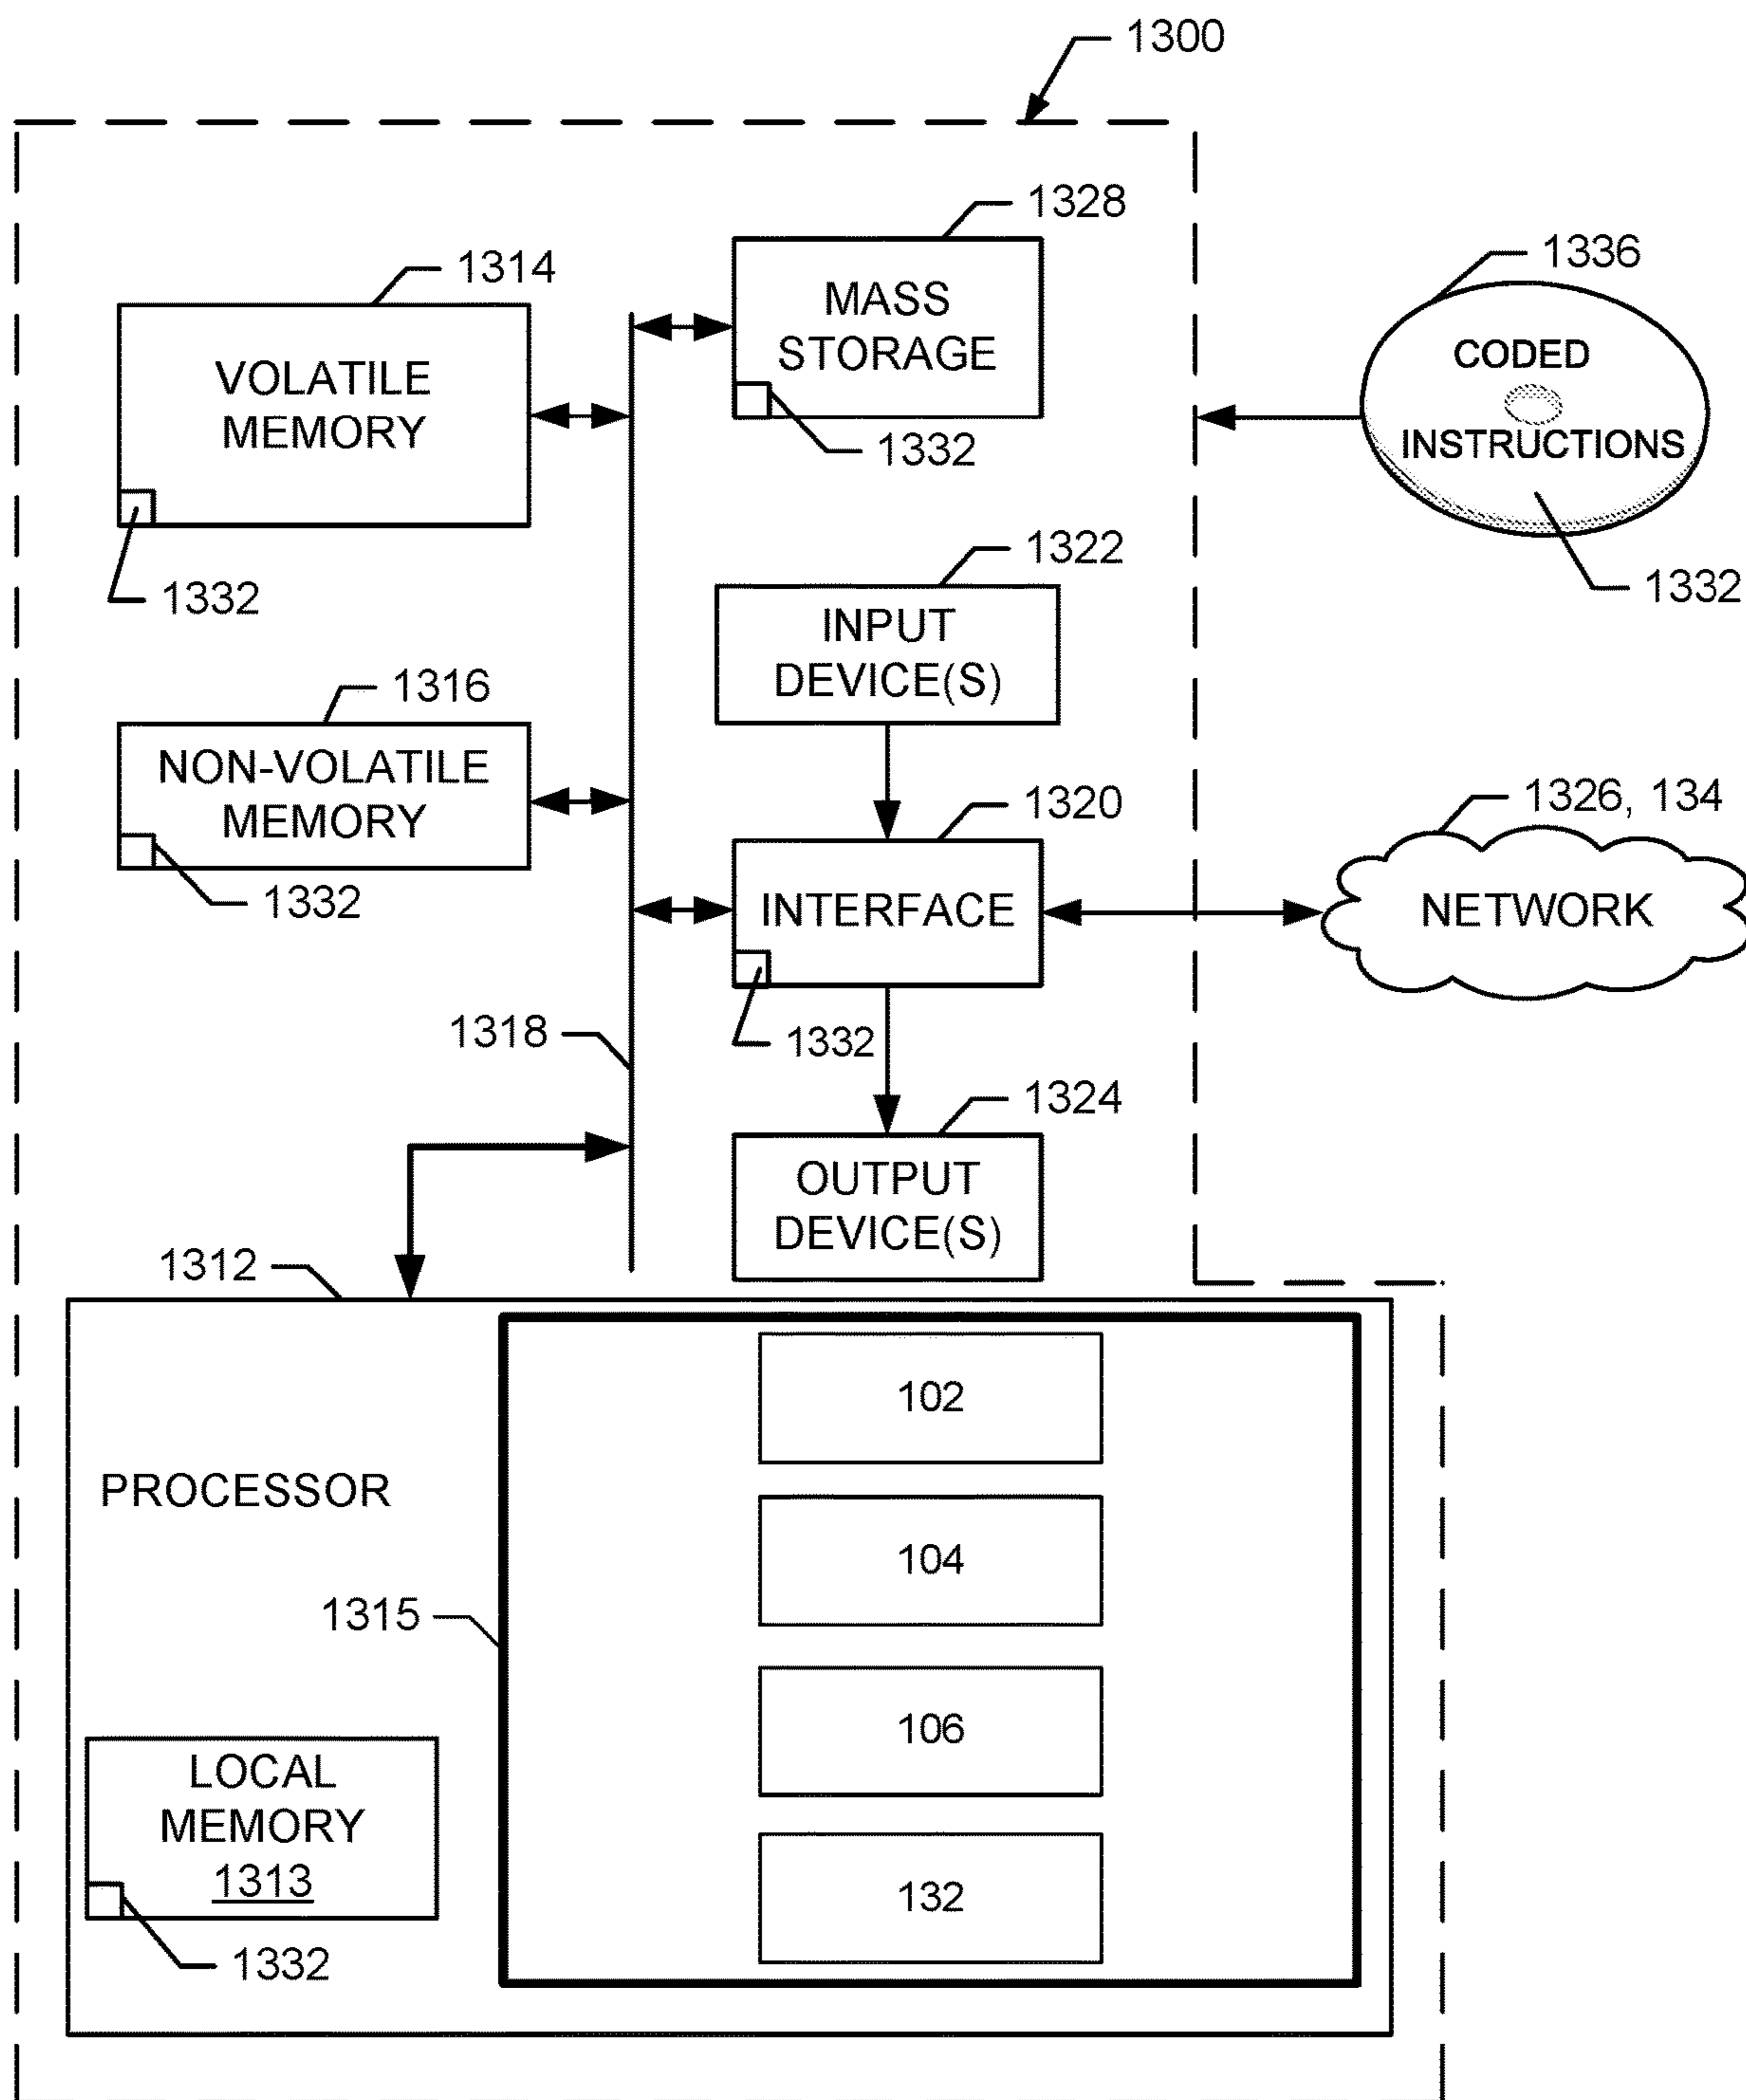 1300
1328
1314
MASS
STORAGE
1336
CODED
INSTRUCTIONS
VOLATILE
MEMORY
1332
1322
1332
1332
INPUT
DEVICE(S)
1316
NON-VOLATILE
MEMORY
1320
1326, 134
1332
INTERFACE
NETWORK
1318
1332
1324
OUTPUT
DEVICE(S)
1312
102
PROCESSOR
104
1315
106
LOCAL
MEMORY
1313
132
1332